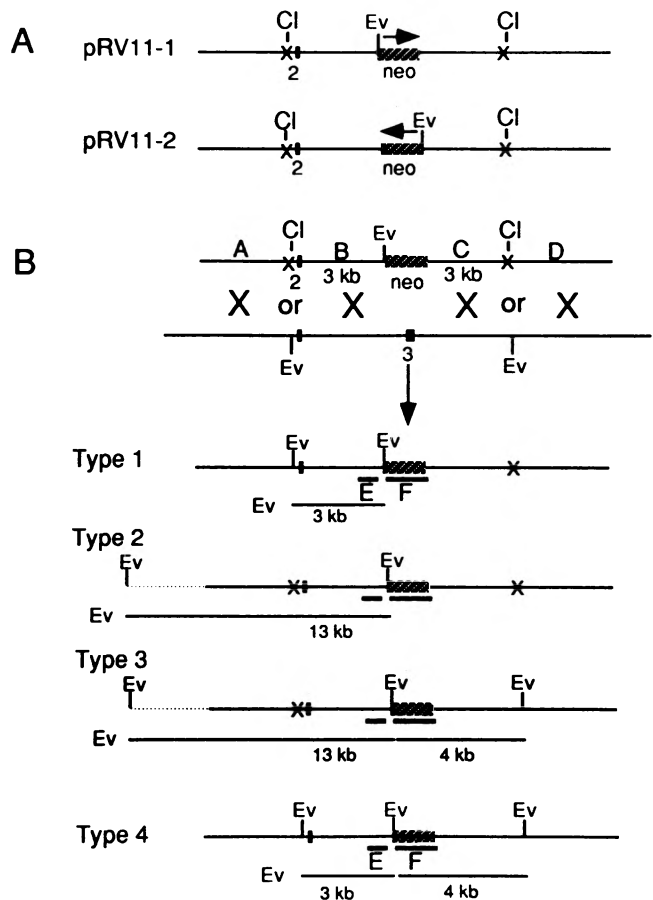 A
pRV11-1
Cl
Ev
Cl
X
2
neo
X
pRV11-2
Cl
Ev
Cl
X
2
neo
X
B
A
Cl
B
Ev
C
Cl
D
X
2
3 kb
neo
3 kb
X
X or X
X or X
Ev
3
Ev
Type 1
Ev
Ev
X
E
F
Ev
3 kb
Type 2
Ev
Ev
X
X
Ev
13 kb
Type 3
Ev
Ev
Ev
X
Ev
13 kb
4 kb
Type 4
Ev
Ev
Ev
E
F
Ev
3 kb
4 kb